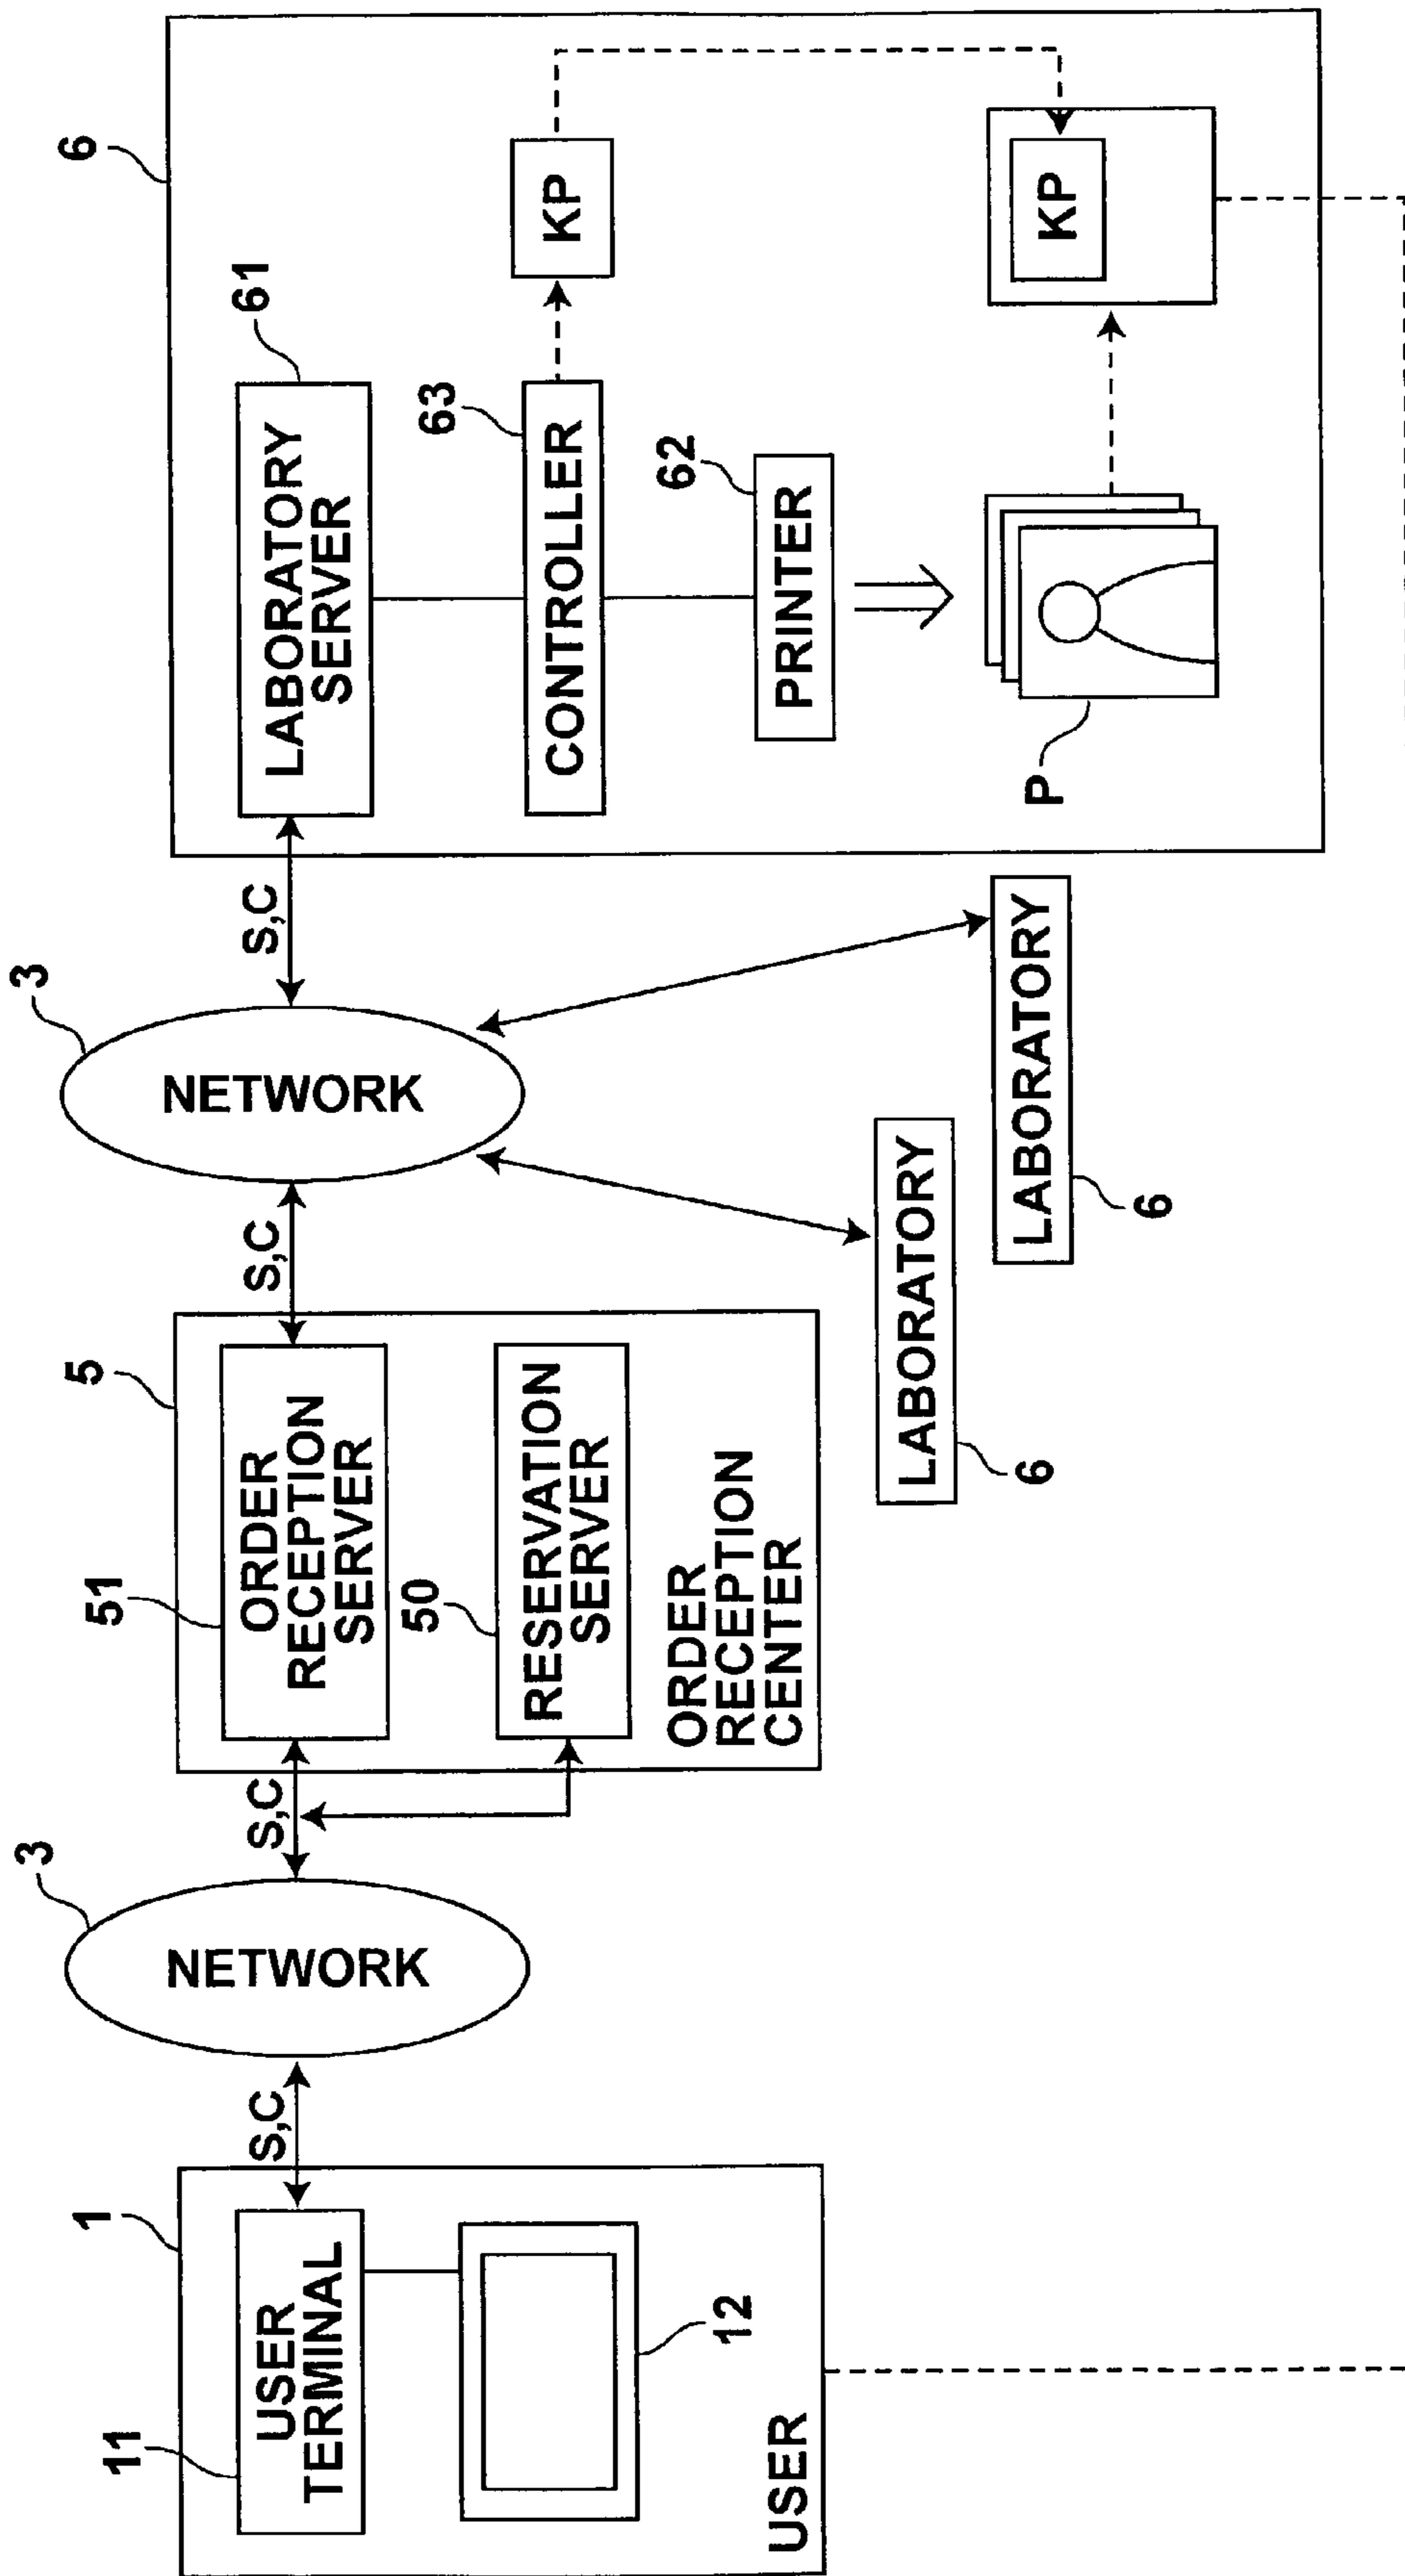 1
11
USER
TERMINAL
12
USER
S,C
3
NETWORK
S,C
5
51
ORDER
RECEPTION
SERVER
50
RESERVATION
SERVER
ORDER
RECEPTION
CENTER
S,C
3
NETWORK
S,C
LABORATORY
6
LABORATORY
6
6
LABORATORY
SERVER
61
CONTROLLER
63
KP
PRINTER
62
P
KP